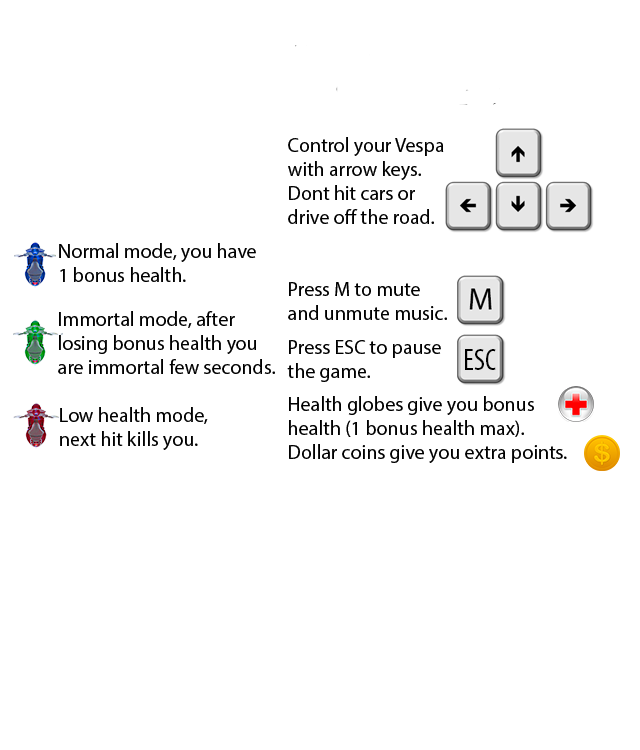 Control your Vespa
with arrow keys.
Dont hit cars or
drive off the road.
Normal mode, you have
1 bonus health.
Immortal mode, after
losing bonus health you
are immortal few seconds.
Low health mode,
next hit kills you.
Press M to mute
and unmute music.
M
Press ESC to pause
the game.
ESC
Health globes give you bonus
health (1 bonus health max).
Dollar coins give you extra points.
$